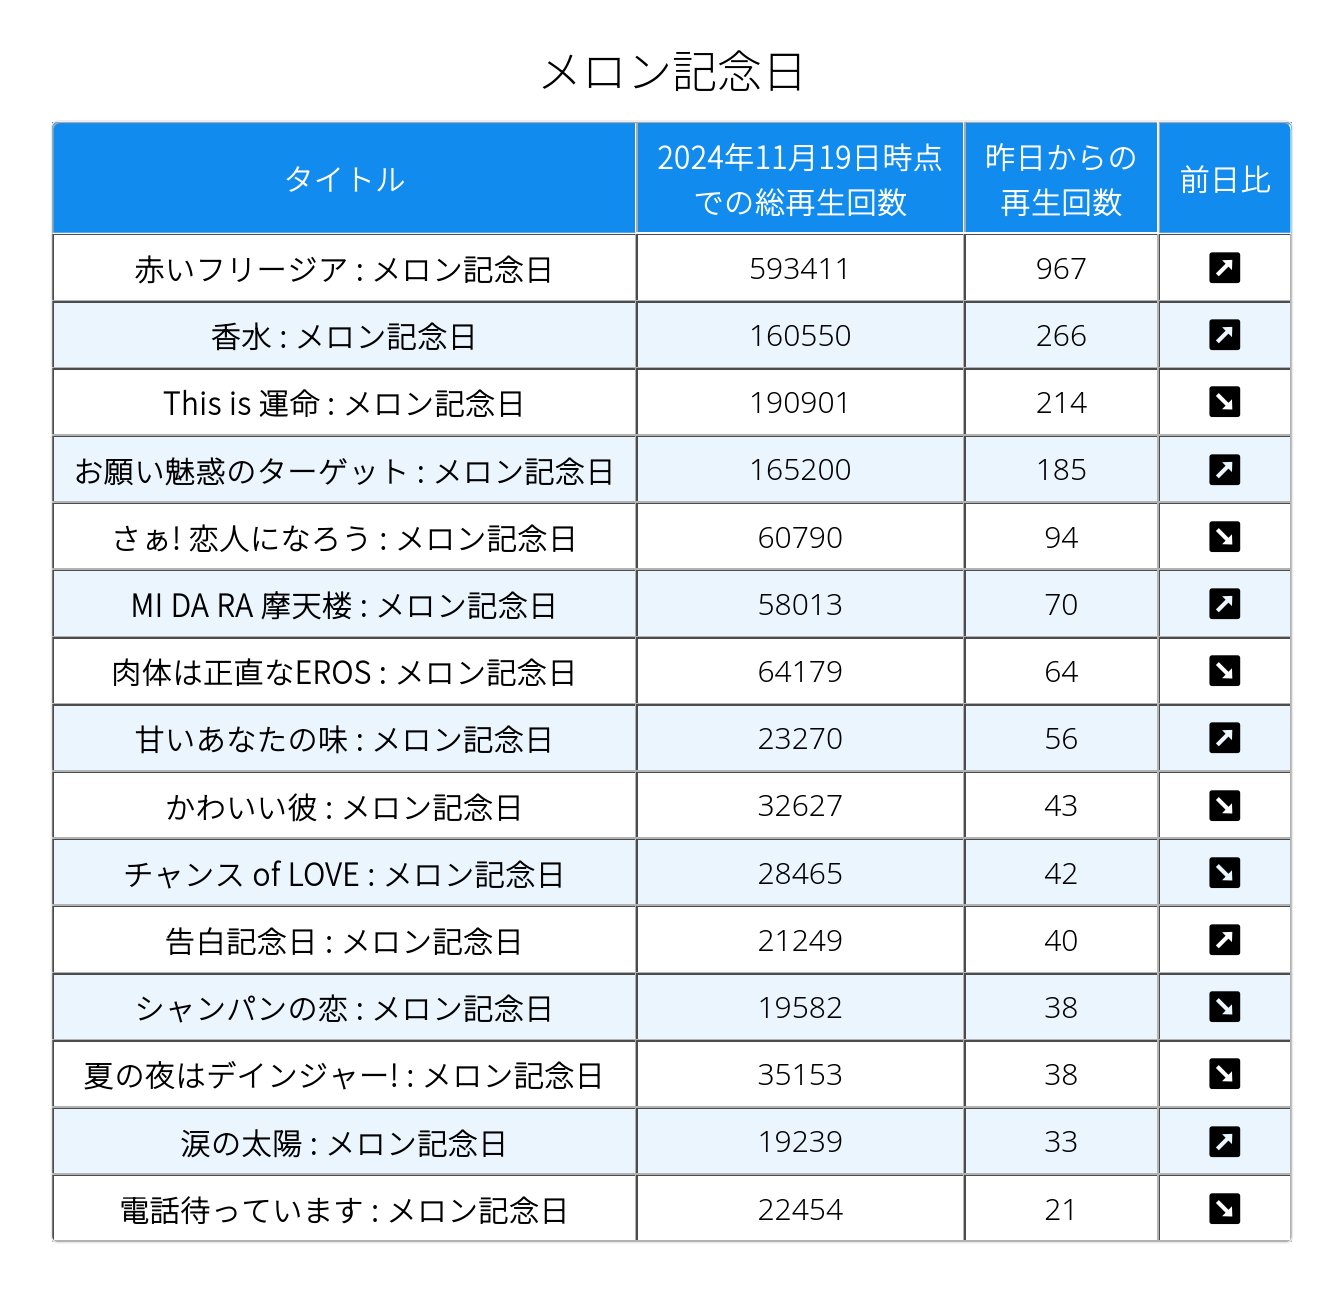 メロン記念日
タイトル
2024年11月19日時点
での総再生回数
昨日からの
再生回数
前日比
赤いフリージア : メロン記念日 593411 967 ↗
香水 : メロン記念日 160550 266 ↗
This is 運命 : メロン記念日 190901 214 ↘
お願い魅惑のターゲット : メロン記念日 165200 185 ↗
さぁ! 恋人になろう : メロン記念日 60790 94 ↘
MI DA RA 摩天楼 : メロン記念日 58013 70 ↗
肉体は正直なEROS : メロン記念日 64179 64 ↘
甘いあなたの味 : メロン記念日 23270 56 ↗
かわいい彼 : メロン記念日 32627 43 ↘
チャンス of LOVE : メロン記念日 28465 42 ↘
告白記念日 : メロン記念日 21249 40 ↗
シャンパンの恋 : メロン記念日 19582 38 ↘
夏の夜はデインジャー! : メロン記念日 35153 38 ↘
涙の太陽 : メロン記念日 19239 33 ↗
電話待っています : メロン記念日 22454 21 ↘